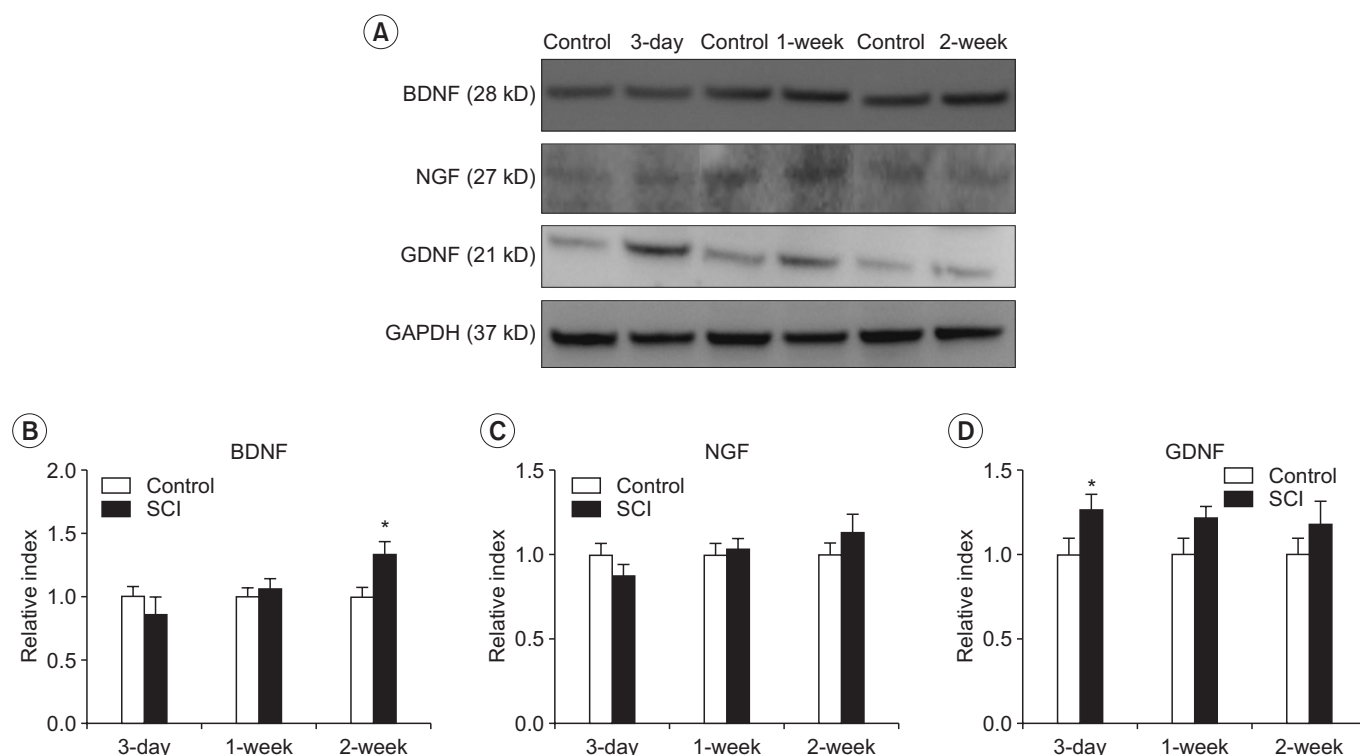 A
Control 3-day Control 1-week Control 2-week
BDNF (28 kD)
NGF (27 kD)
GDNF (21 kD)
GAPDH (37 kD)
B
BDNF
Relative index
2.0
1.5
1.0
0.5
0.0
Control
SCI
*
3-day 1-week 2-week
C
NGF
Relative index
1.5
1.0
0.5
0.0
Control
SCI
3-day 1-week 2-week
D
GDNF
Relative index
1.5
1.0
0.5
0.0
Control
SCI
*
3-day 1-week 2-week